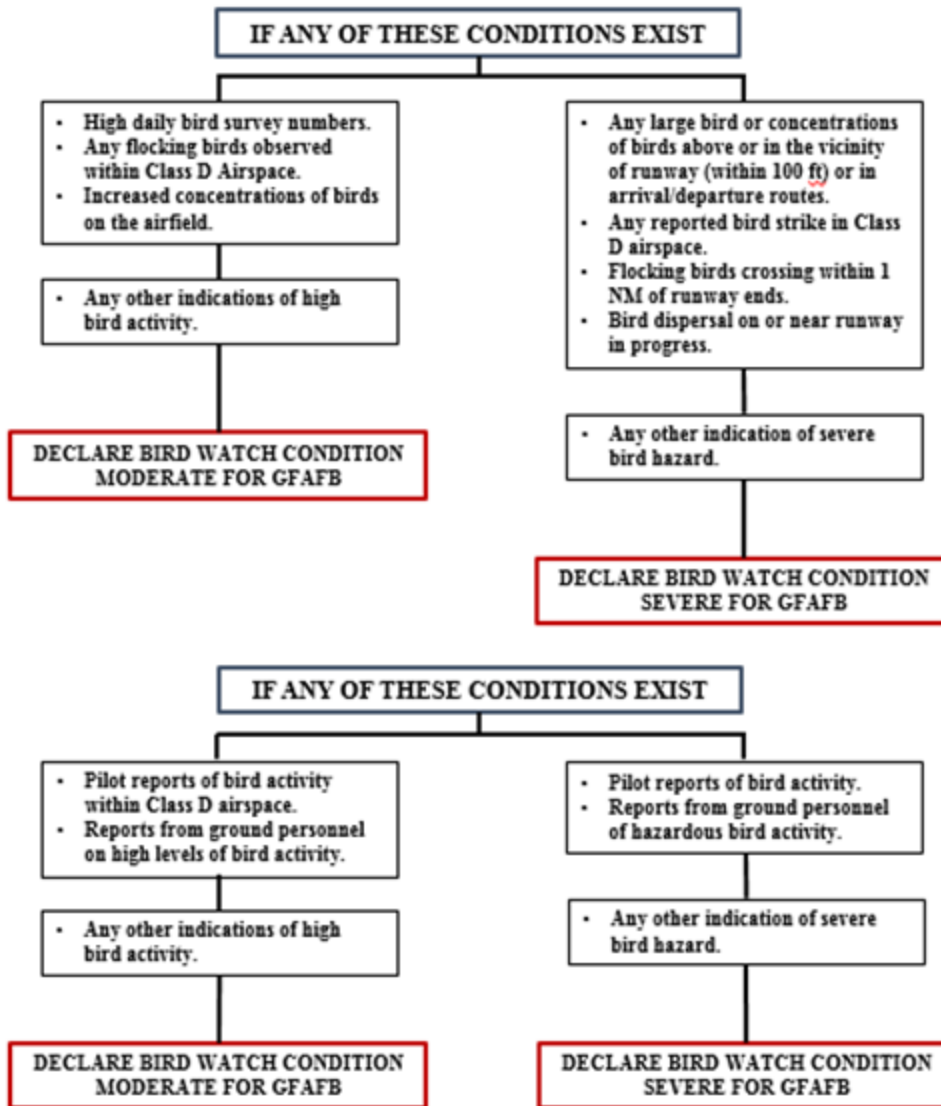 IF ANY OF THESE CONDITIONS EXIST
· High daily bird survey numbers.
· Any flocking birds observed
within Class D Airspace.
· Increased concentrations of birds
on the airfield.
· Any other indications of high
bird activity.
DECLARE BIRD WATCH CONDITION
MODERATE FOR GFAFB
· Any large bird or concentrations
of birds above or in the vicinity
of runway (within 100 ft) or in
arrival/departure routes.
· Any reported bird strike in Class
D airspace.
· Flocking birds crossing within 1
NM of runway ends.
· Bird dispersal on or near runway
in progress.
· Any other indication of severe
bird hazard.
DECLARE BIRD WATCH CONDITION
SEVERE FOR GFAFB
IF ANY OF THESE CONDITIONS EXIST
· Pilot reports of bird activity
within Class D airspace.
· Reports from ground personnel
on high levels of bird activity.
· Any other indications of high
bird activity.
DECLARE BIRD WATCH CONDITION
MODERATE FOR GFAFB
· Pilot reports of bird activity.
· Reports from ground personnel
of hazardous bird activity.
· Any other indication of severe
bird hazard.
DECLARE BIRD WATCH CONDITION
SEVERE FOR GFAFB